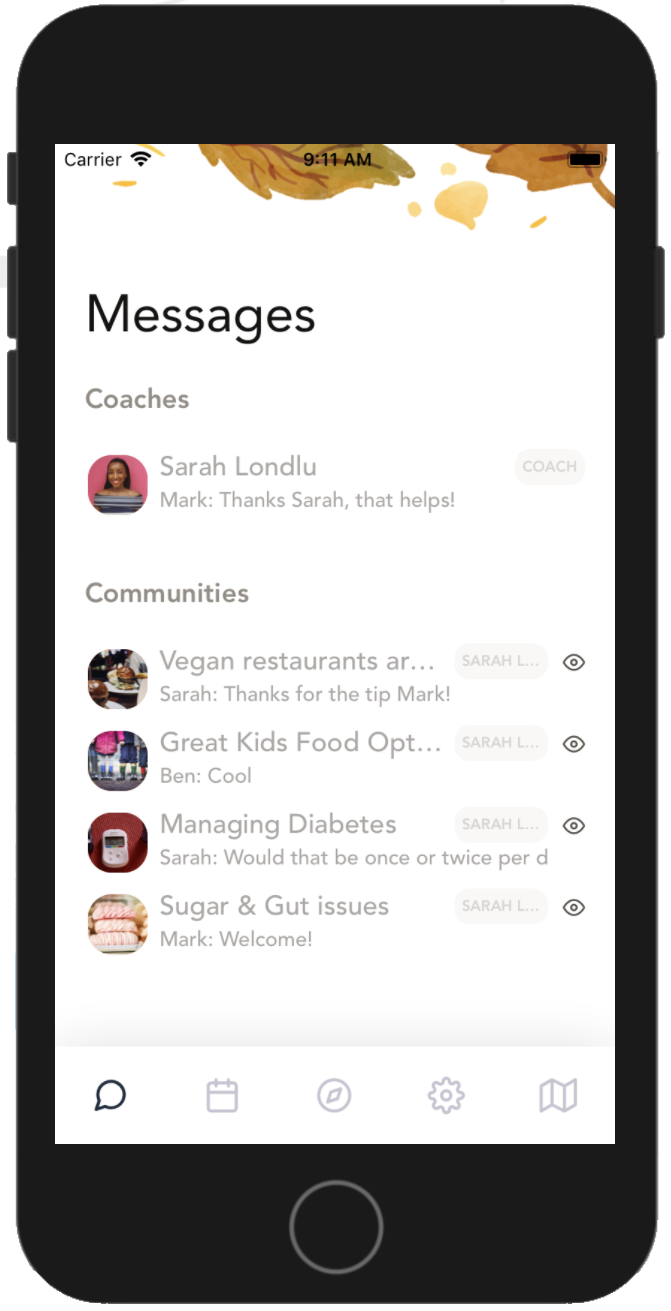 Carrier 9:11 AM
Messages
Coaches
Sarah Londlu COACH
Mark: Thanks Sarah, that helps!
Communities
Vegan restaurants ar... SARAH L...
Sarah: Thanks for the tip Mark!
Great Kids Food Opt... SARAH L...
Ben: Cool
Managing Diabetes SARAH L...
Sarah: Would that be once or twice per d
Sugar & Gut issues SARAH L...
Mark: Welcome!